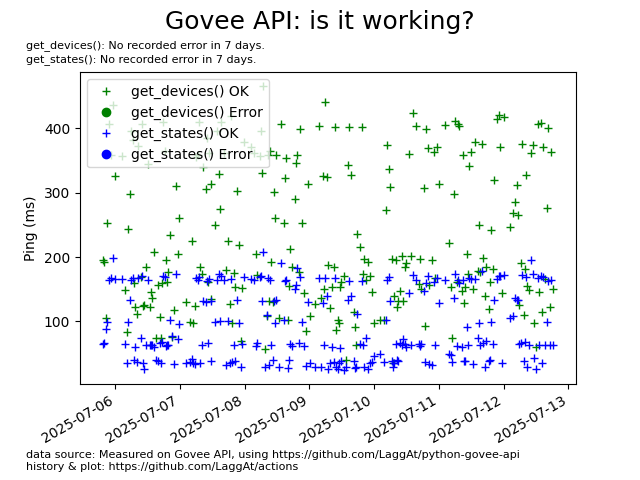 Govee API: is it working?
get_devices(): No recorded error in 7 days.
get_states(): No recorded error in 7 days.
get_devices() OK
get_devices() Error
get_states() OK
get_states() Error
Ping (ms)
400
300
200
100
2025-07-06
2025-07-07
2025-07-08
2025-07-09
2025-07-10
2025-07-11
2025-07-12
2025-07-13
data source: Measured on Govee API, using https://github.com/LaggAt/python-govee-api
history & plot: https://github.com/LaggAt/actions